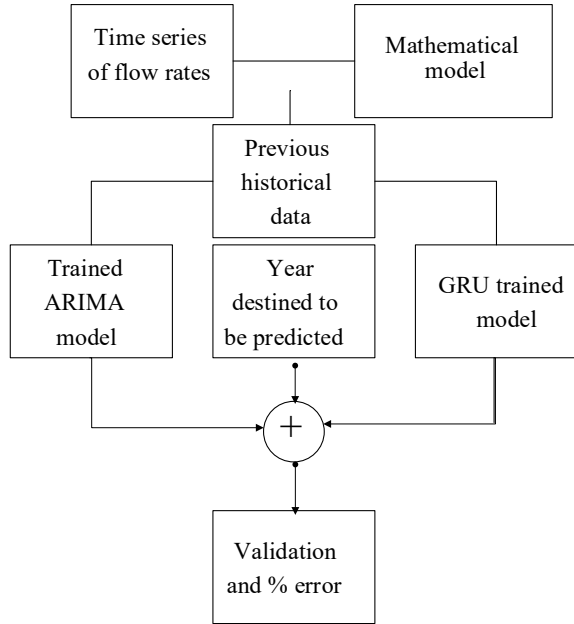 Time series
of flow rates
Mathematical
model
Previous
historical
data
Trained
ARIMA
model
Year
destined to
be predicted
GRU trained
model
+
Validation
and % error